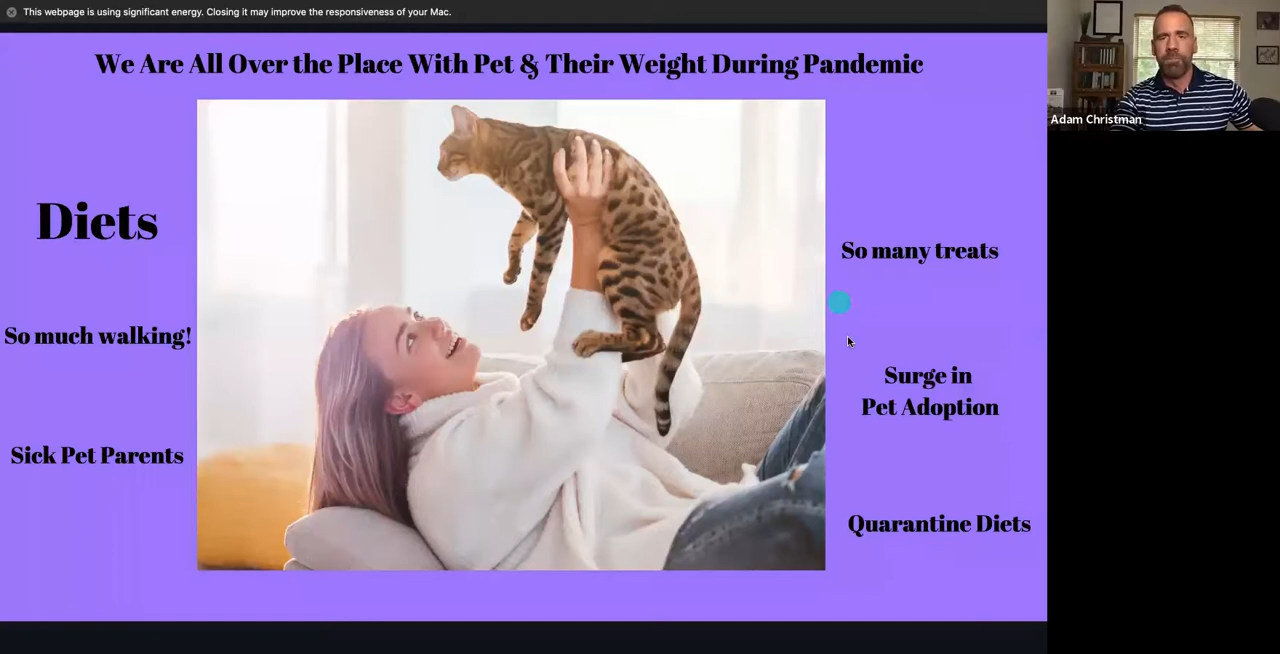 This webpage is using significant energy. Closing it may improve the responsiveness of your Mac.
We Are All Over the Place With Pet & Their Weight During Pandemic
Adam Christman
Diets
So many treats
So much walking!
Surge in
Pet Adoption
Sick Pet Parents
Quarantine Diets